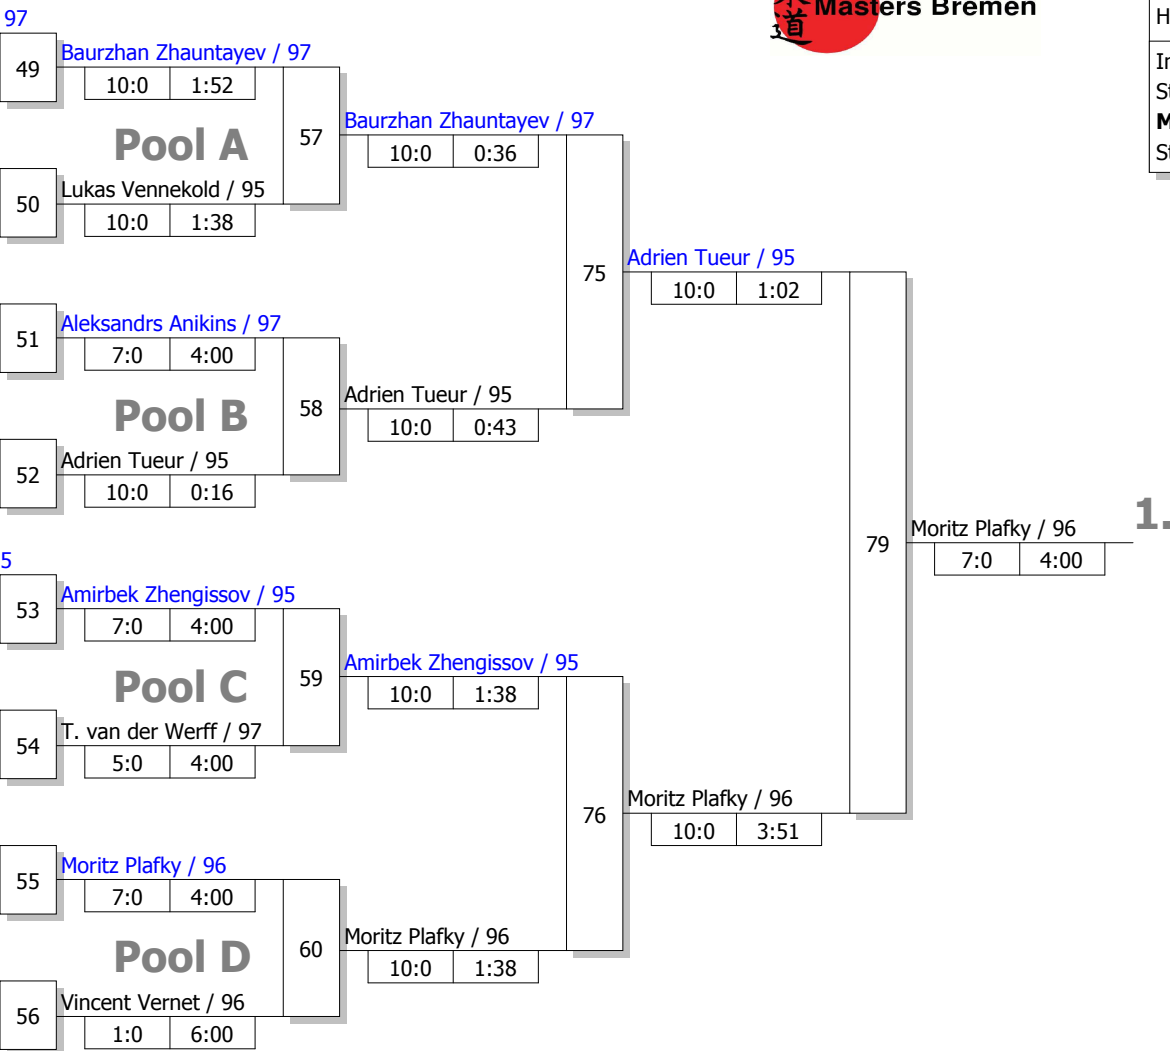 97
Masters Bremen
道
49
Baurzhan Zhauntayev / 97
10:0 1:52
Pool A
57
Baurzhan Zhauntayev / 97
10:0 0:36
50
Lukas Vennekold / 95
10:0 1:38
75
Adrien Tueur / 95
10:0 1:02
51
Aleksandrs Anikins / 97
7:0 4:00
Pool B
58
Adrien Tueur / 95
10:0 0:43
52
Adrien Tueur / 95
10:0 0:16
79
Moritz Plafky / 96
7:0 4:00
1.
5
53
Amirbek Zhengissov / 95
7:0 4:00
Pool C
59
Amirbek Zhengissov / 95
10:0 1:38
54
T. van der Werff / 97
5:0 4:00
76
Moritz Plafky / 96
10:0 3:51
55
Moritz Plafky / 96
7:0 4:00
Pool D
60
Moritz Plafky / 96
10:0 1:38
56
Vincent Vernet / 96
1:0 6:00